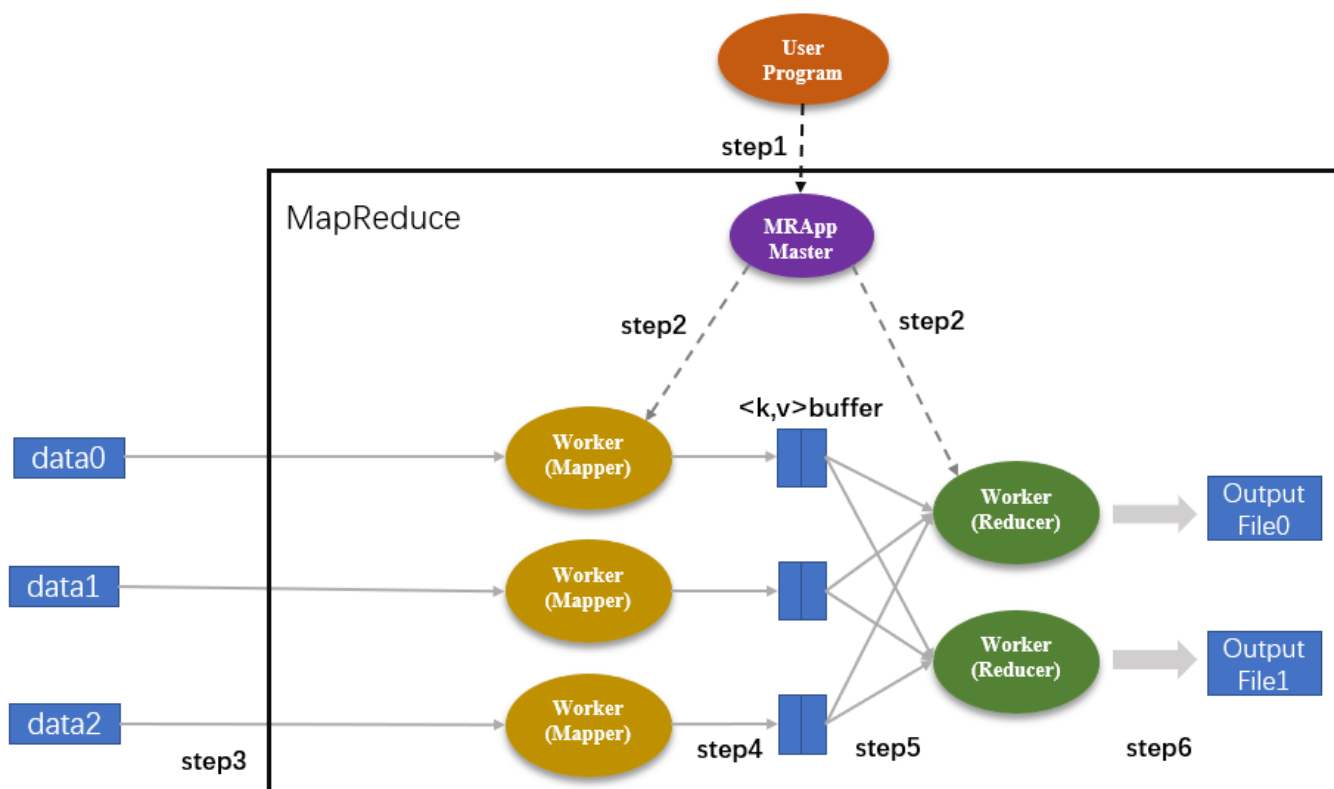 User
Program
step1
MapReduce
MRApp
Master
step2
step2
<k,v>buffer
data0
Worker
(Mapper)
Worker
(Reducer)
Output
File0
data1
Worker
(Mapper)
Worker
(Reducer)
Output
File1
data2
Worker
(Mapper)
step3
step4
step5
step6